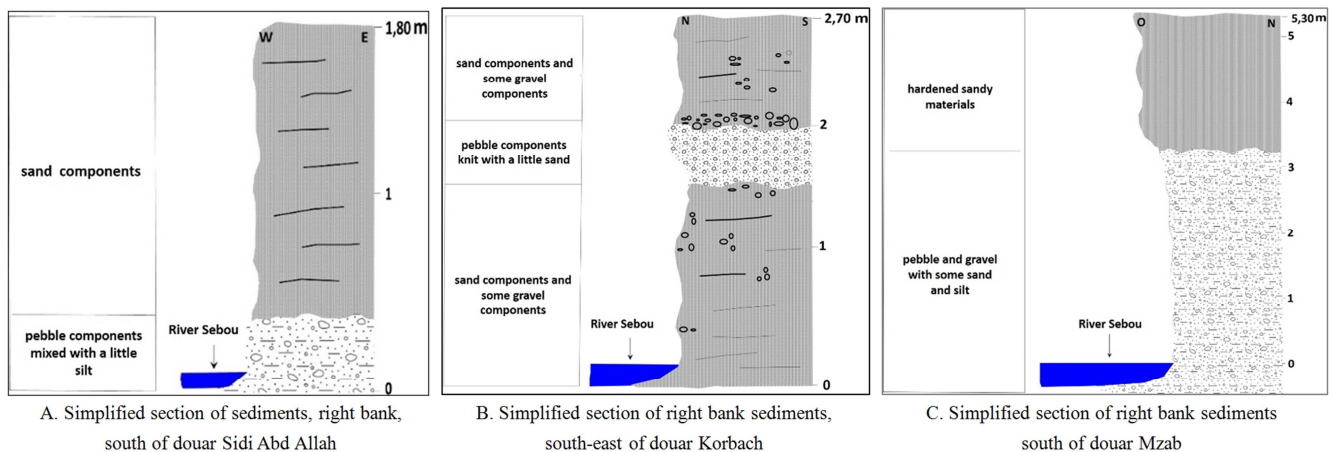 1,80 m
W E
sand components
1
pebble components
mixed with a little
silt
River Sebou
0
A. Simplified section of sediments, right bank,
south of douar Sidi Abd Allah
2,70 m
N S
sand components and
some gravel
components
2
pebble components
knit with a little sand
1
sand components and
some gravel
components
River Sebou
0
B. Simplified section of right bank sediments,
south-east of douar Korbach
5,30 m
O N
5
hardened sandy
materials
4
3
2
pebble and gravel
with some sand
and silt
1
River Sebou
0
C. Simplified section of right bank sediments
south of douar Mzab